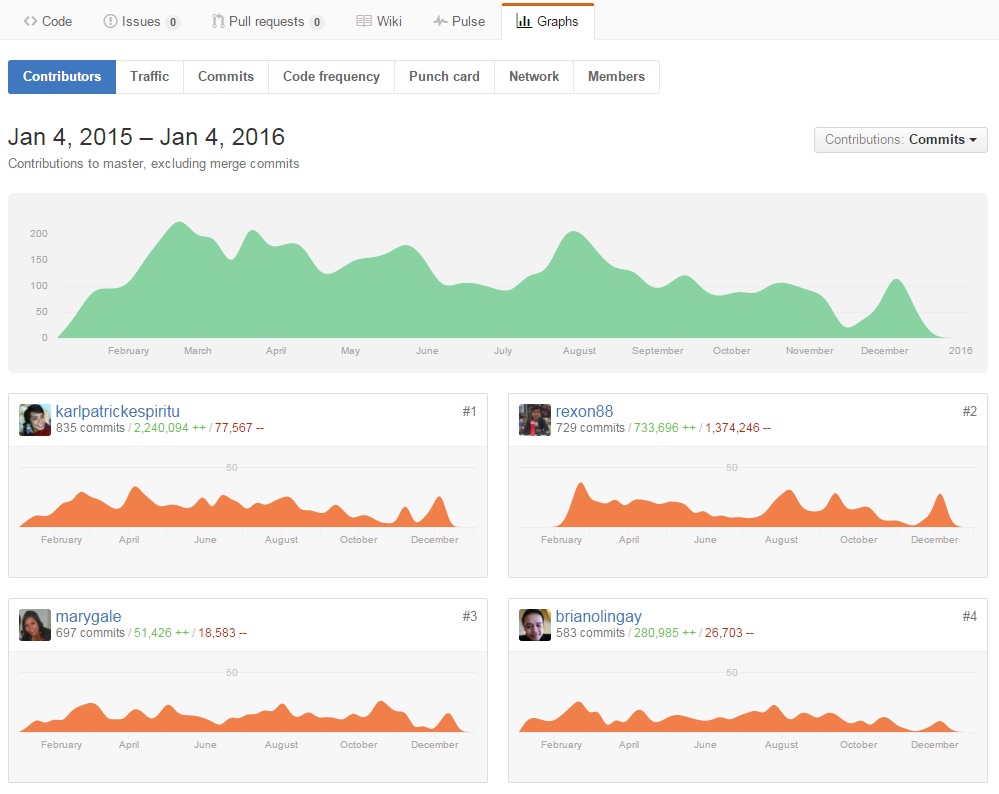 Code Issues 0 Pull requests 0 Wiki Pulse Graphs
Contributors Traffic Commits Code frequency Punch card Network Members
Jan 4, 2015 – Jan 4, 2016
Contributions: Commits
Contributions to master, excluding merge commits
200
150
100
50
0
February March April May June July August September October November December 2016
karlpatrickespiritu #1
835 commits / 2,240,094 ++ / 77,567 --
50
February April June August October December
rexon88 #2
729 commits / 733,696 ++ / 1,374,246 --
50
February April June August October December
marygale #3
697 commits / 51,426 ++ / 18,583 --
50
February April June August October December
brianolingay #4
583 commits / 280,985 ++ / 26,703 --
50
February April June August October December